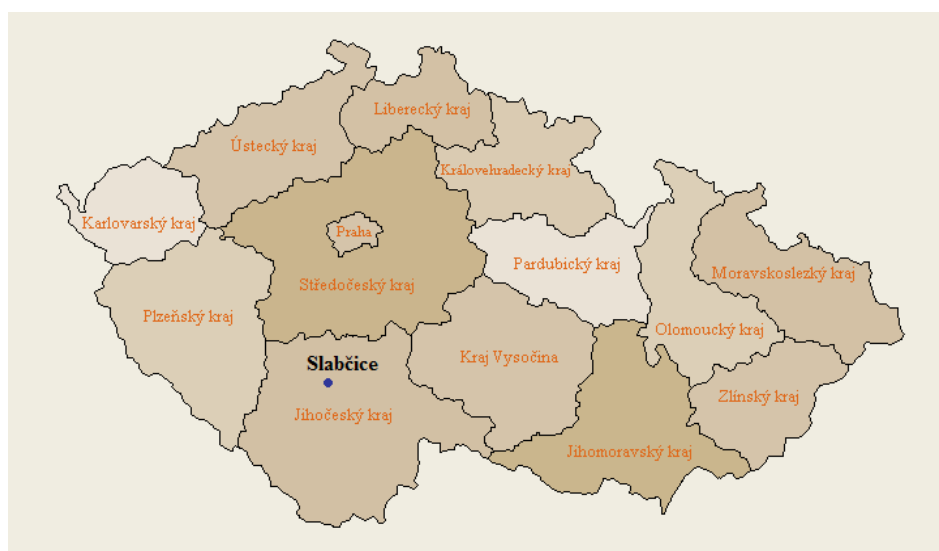 Liberecký kraj
Ústecký kraj
Královehradecký kraj
Karlovarský kraj
Praha
Pardubický kraj
Moravskoslezký kraj
Středočeský kraj
Plzeňský kraj
Olomoucký kraj
Kraj Vysočina
Slabčice
Zlínský kraj
Jihočeský kraj
Jihomoravský kraj